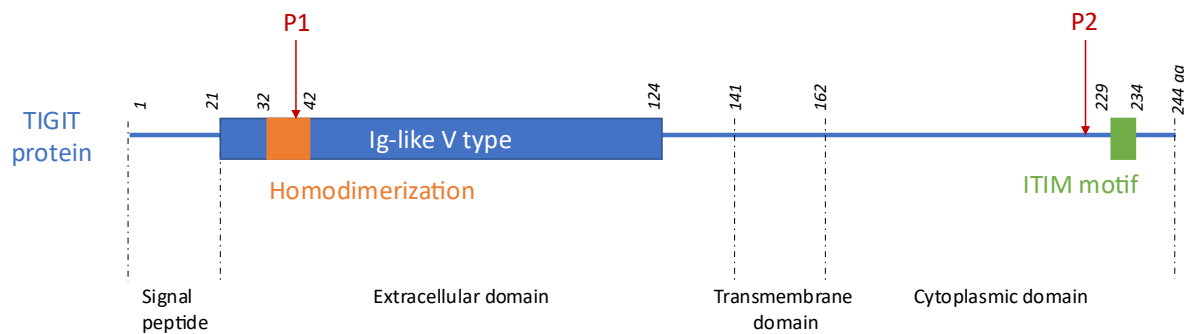 P1
P2
1
21
32
42
124
141
162
229
234
244 aa
TIGIT
protein
Ig-like V type
Homodimerization
ITIM motif
Signal
peptide
Extracellular domain
Transmembrane
domain
Cytoplasmic domain